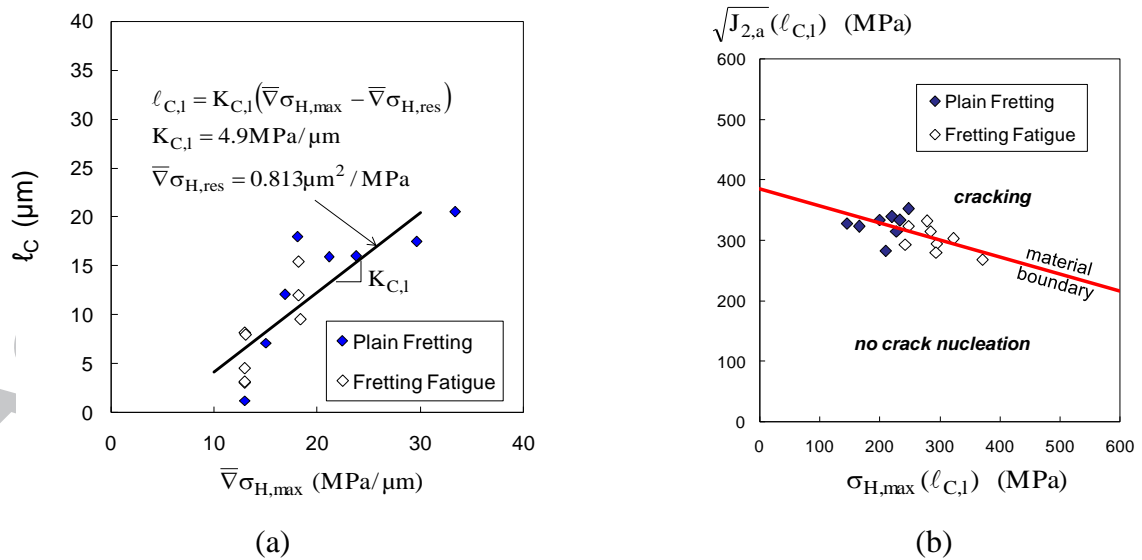 40
35
30
25
20
15
10
5
0
ℓC (µm)
ℓC,l = KC,l(∇̅σH,max − ∇̅σH,res)
KC,l = 4.9MPa/µm
∇̅σH,res = 0.813µm² / MPa
KC,l
Plain Fretting
Fretting Fatigue
0 10 20 30 40
∇̅σH,max (MPa/µm)
(a)
√J2,a(ℓC,l) (MPa)
600
500
400
300
200
100
0
Plain Fretting
Fretting Fatigue
cracking
material
boundary
no crack nucleation
0 100 200 300 400 500 600
σH,max(ℓC,l) (MPa)
(b)